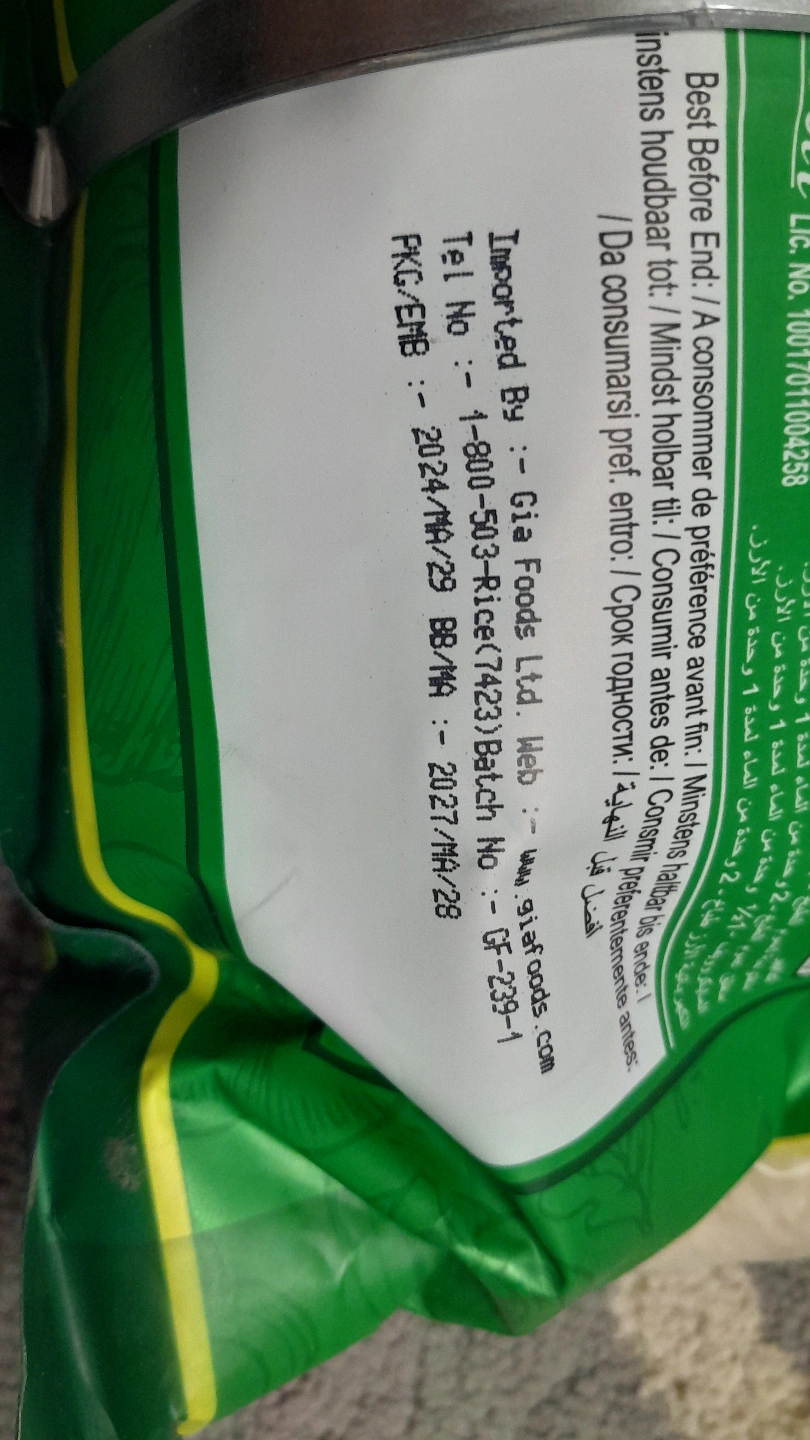 Lic. No. 10017011004258
Best Before End: / A consommer de préférence avant fin: / Minstens haltbar bis ende: /
instens houdbaar tot: / Mindst holbar til: / Consumir antes de: / Consmir preferentemente antes:
/ Da consumarsi pref. entro: / Срок годности: / افضل قبل النهاية
Imported By :- Gia Foods Ltd. Web :- www.giafoods.com
Tel No :- 1-800-503-Rice(7423)Batch No :- GF-239-1
PKG/EMB :- 2024/MA/29 BB/MA :- 2027/MA/28